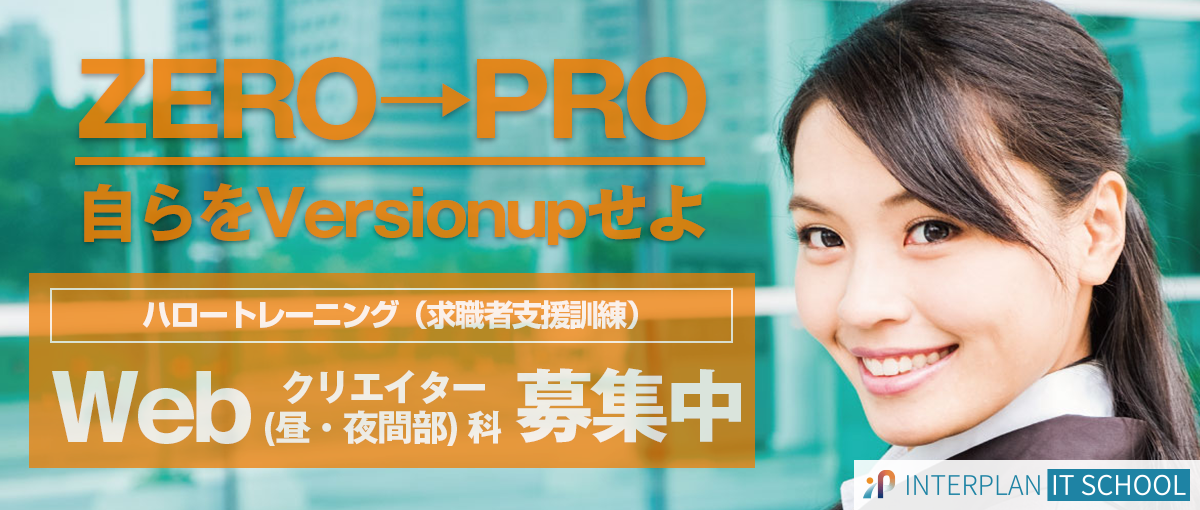 ZERO→PRO
自らをVersionupせよ
ハロートレーニング（求職者支援訓練）
Web クリエイター (昼・夜間部) 科 募集中
INTERPLAN IT SCHOOL